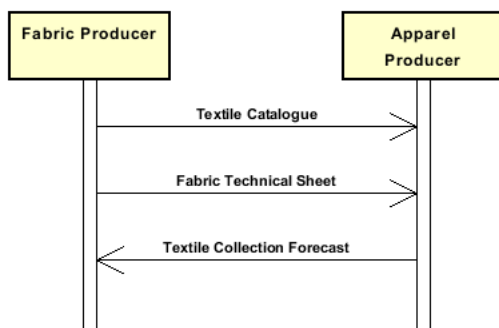 Fabric Producer
Apparel
Producer
Textile Catalogue
Fabric Technical Sheet
Textile Collection Forecast